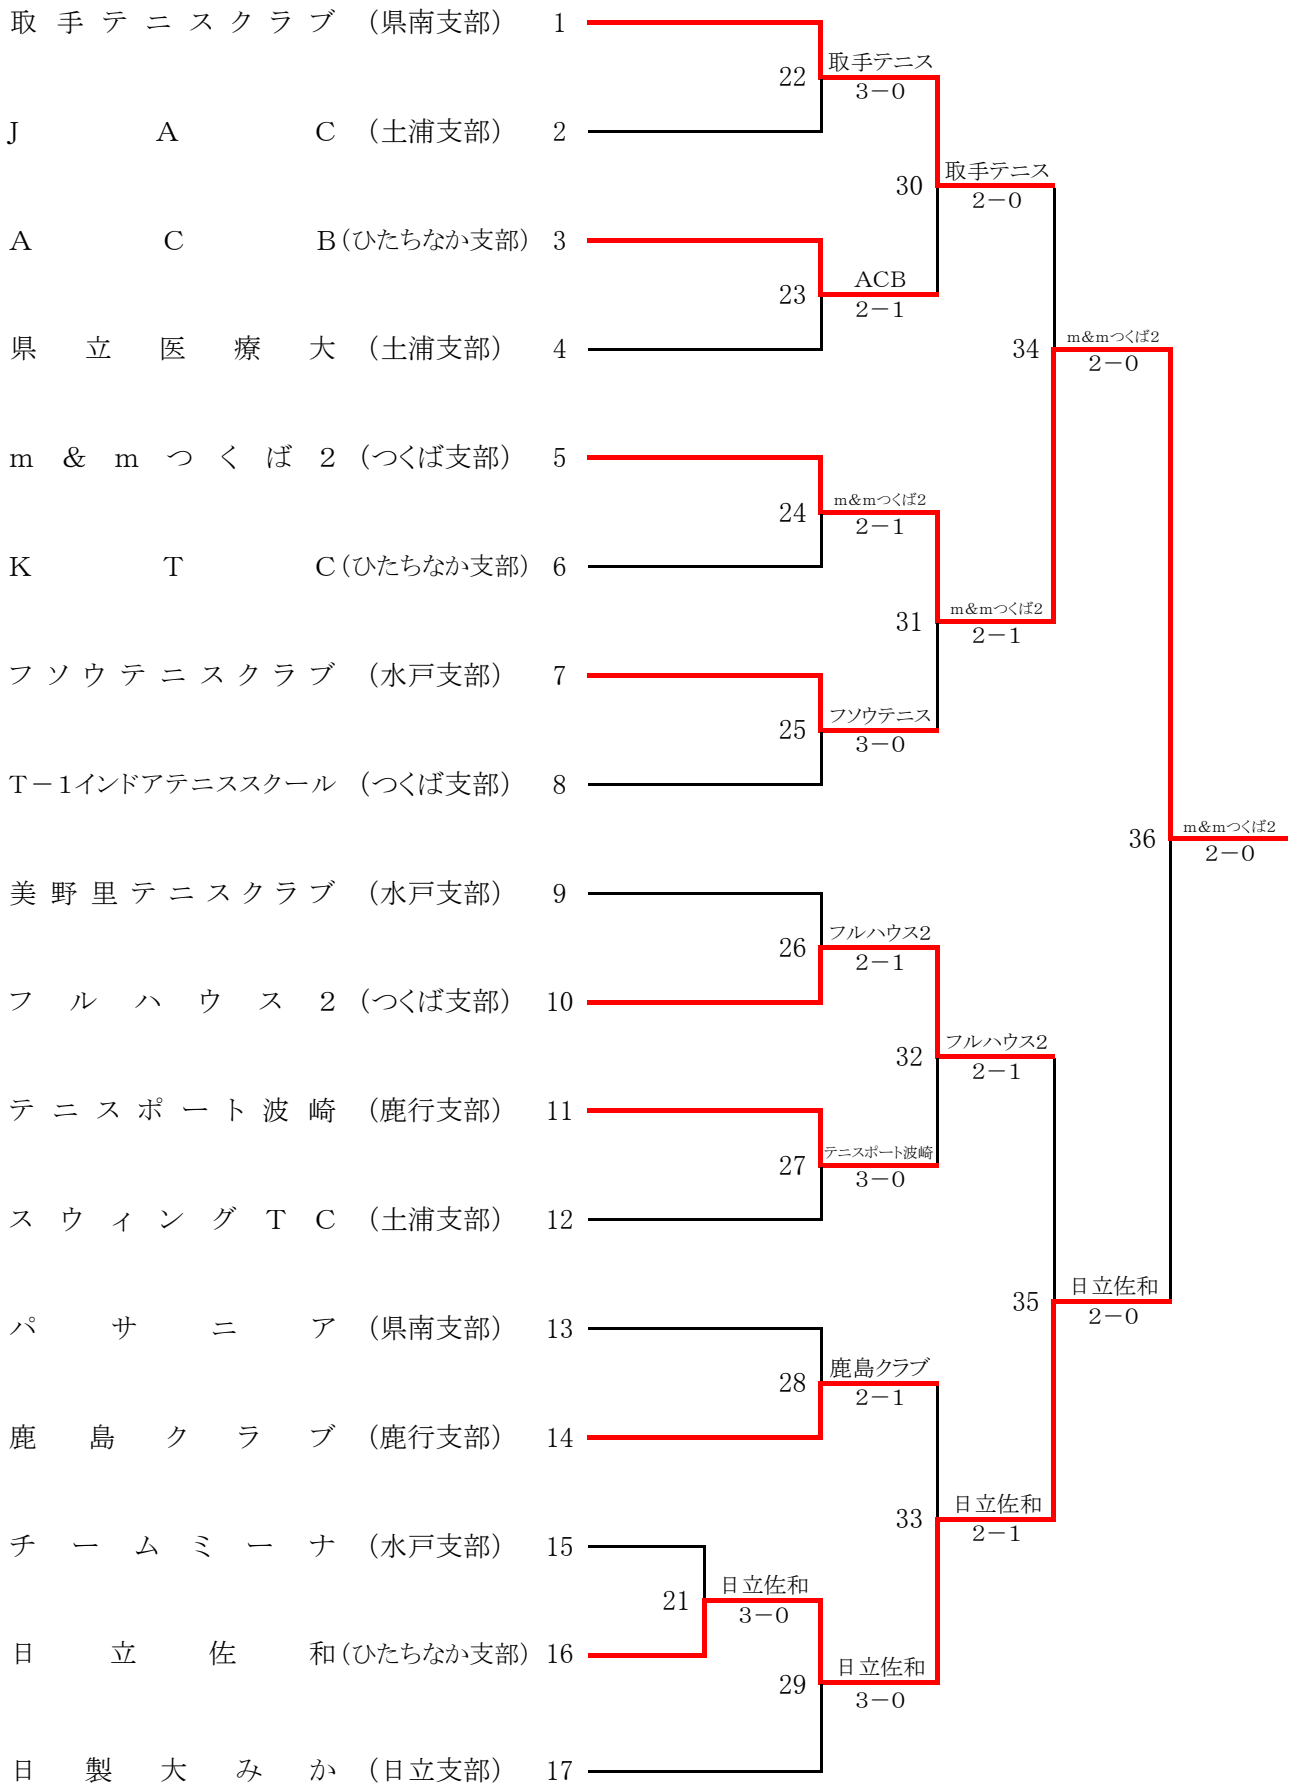 取手テニスクラブ (県南支部) 1
22 取手テニス
3-0
JAC (土浦支部) 2
30 取手テニス
2-0
ACB(ひたちなか支部) 3
23 ACB
2-1
県立医療大 (土浦支部) 4
34 m&mつくば2
2-0
m&mつくば2 (つくば支部) 5
24 m&mつくば2
2-1
KTC(ひたちなか支部) 6
31 m&mつくば2
2-1
フソウテニスクラブ (水戸支部) 7
25 フソウテニス
3-0
T-1インドアテニススクール (つくば支部) 8
36 m&mつくば2
2-0
美野里テニスクラブ (水戸支部) 9
26 フルハウス2
2-1
フルハウス2 (つくば支部) 10
32 フルハウス2
2-1
テニスポート波崎 (鹿行支部) 11
27 テニスポート波崎
3-0
スウィングTC (土浦支部) 12
35 日立佐和
2-0
パサニア (県南支部) 13
28 鹿島クラブ
2-1
鹿島クラブ (鹿行支部) 14
33 日立佐和
2-1
チームミーナ (水戸支部) 15
21 日立佐和
3-0
日立佐和(ひたちなか支部) 16
29 日立佐和
3-0
日製大みか (日立支部) 17